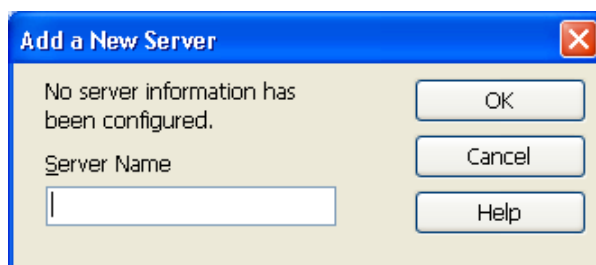 Add a New Server
No server information has
been configured.
Server Name
OK
Cancel
Help